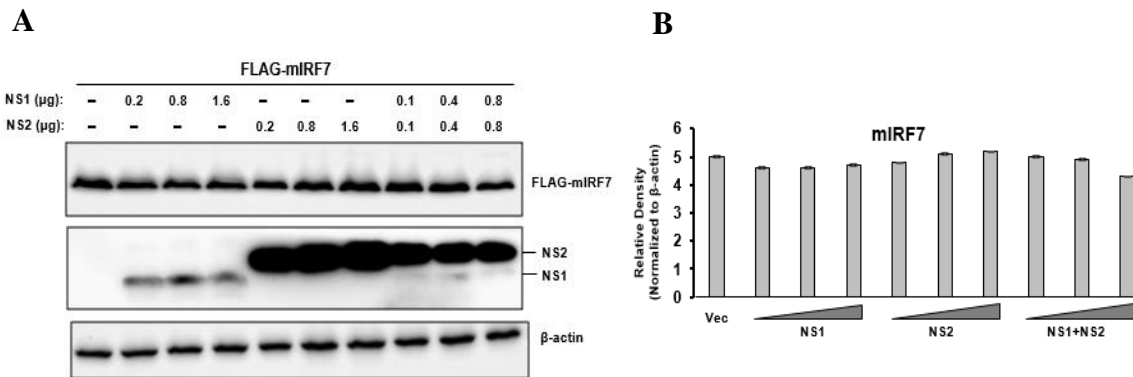 A
FLAG-mIRF7
NS1 (µg): – 0.2 0.8 1.6 – – – 0.1 0.4 0.8
NS2 (µg): – – – – 0.2 0.8 1.6 0.1 0.4 0.8
FLAG-mIRF7
NS2
NS1
β-actin
B
mIRF7
Relative Density
(Normalized to β-actin)
6
5
4
3
2
1
0
Vec
NS1
NS2
NS1+NS2